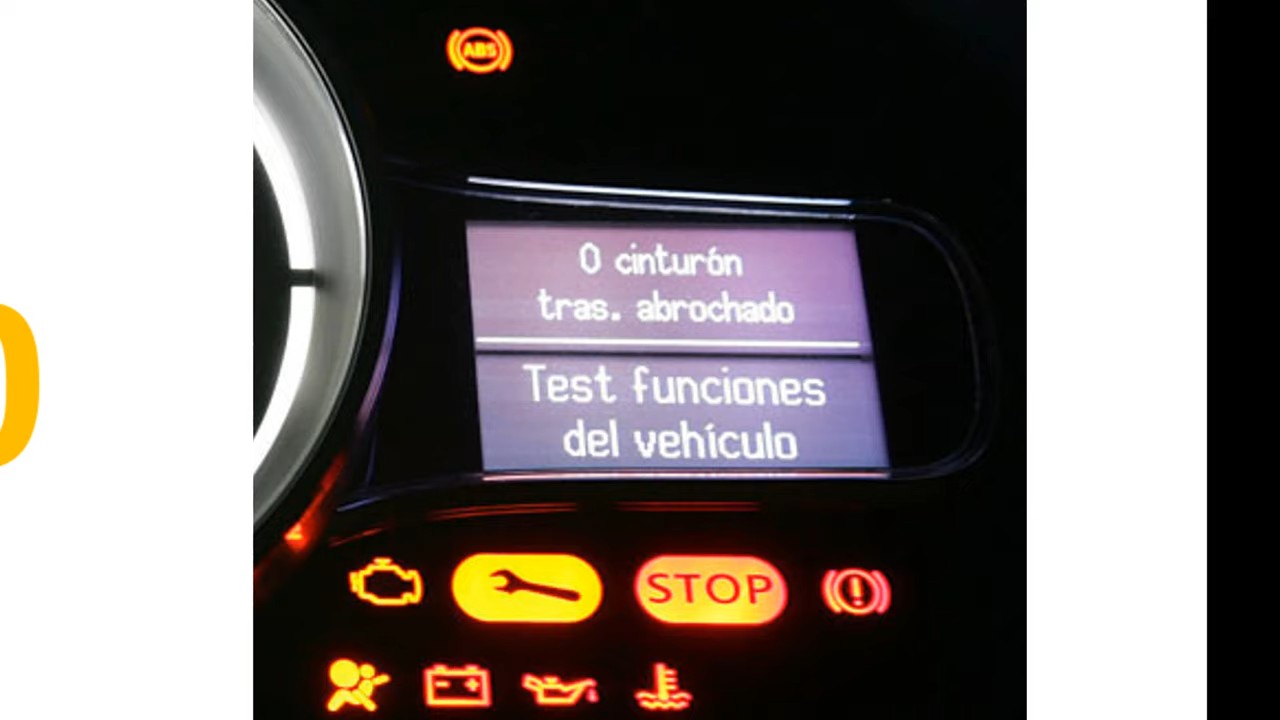 ABS
0 cinturón
tras. abrochado
Test funciones
del vehículo
STOP